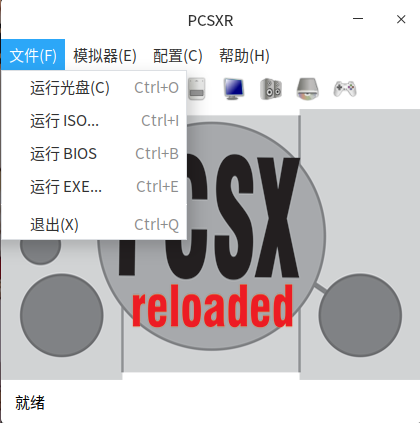 PCSXR
文件(F) 模拟器(E) 配置(C) 帮助(H)
运行光盘(C) Ctrl+O
运行 ISO... Ctrl+I
运行 BIOS Ctrl+B
运行 EXE... Ctrl+E
退出(X) Ctrl+Q
PCSX
reloaded
就绪